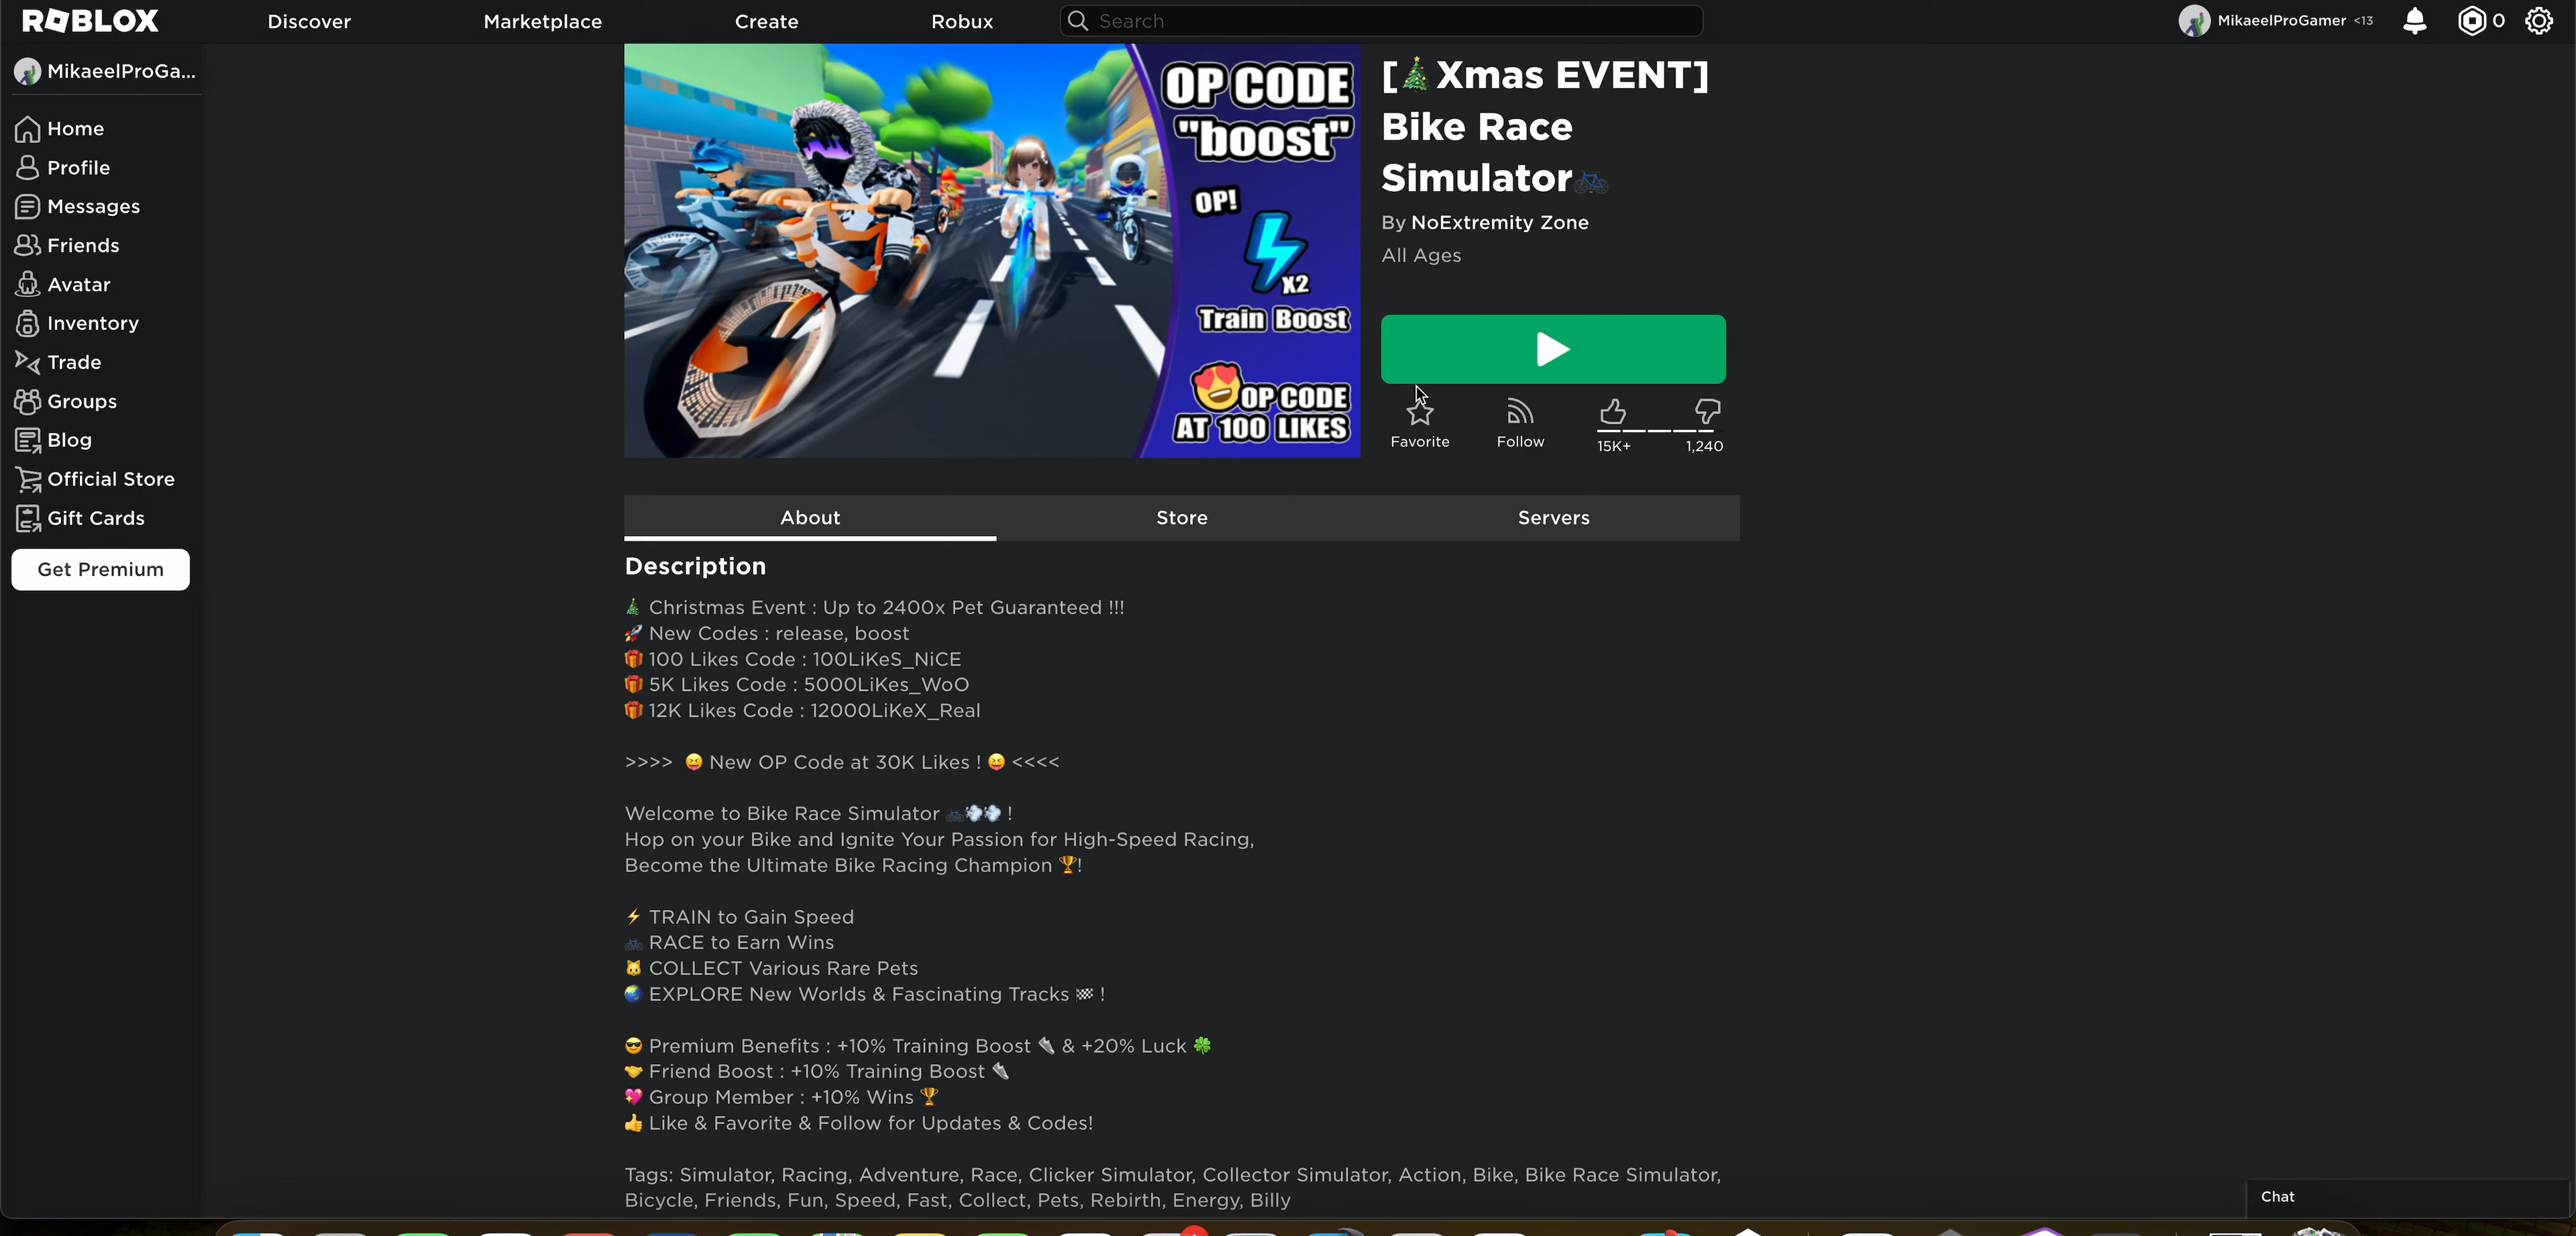 ROBLOX
Discover
Marketplace
Create
Robux
Search
MikaeelProGamer <13
0
MikaeelProGa...
Home
Profile
Messages
Friends
Avatar
Inventory
Trade
Groups
Blog
Official Store
Gift Cards
Get Premium
OP CODE
"boost"
OP!
X2
Train Boost
😍OP CODE
AT 100 LIKES
[🎄Xmas EVENT]
Bike Race
Simulator🚲
By NoExtremity Zone
All Ages
Favorite
Follow
15K+
1,240
About
Store
Servers
Description
🎄 Christmas Event : Up to 2400x Pet Guaranteed !!!
🚀 New Codes : release, boost
🎁 100 Likes Code : 100LiKeS_NiCE
🎁 5K Likes Code : 5000LiKes_WoO
🎁 12K Likes Code : 12000LiKeX_Real
>>>> 😝 New OP Code at 30K Likes ! 😝 <<<<
Welcome to Bike Race Simulator 🚲💨💨 !
Hop on your Bike and Ignite Your Passion for High-Speed Racing,
Become the Ultimate Bike Racing Champion 🏆!
⚡ TRAIN to Gain Speed
🚲 RACE to Earn Wins
🐱 COLLECT Various Rare Pets
🌏 EXPLORE New Worlds & Fascinating Tracks 🏁 !
😎 Premium Benefits : +10% Training Boost 👟 & +20% Luck 🍀
🤝 Friend Boost : +10% Training Boost 👟
💖 Group Member : +10% Wins 🏆
👍 Like & Favorite & Follow for Updates & Codes!
Tags: Simulator, Racing, Adventure, Race, Clicker Simulator, Collector Simulator, Action, Bike, Bike Race Simulator,
Bicycle, Friends, Fun, Speed, Fast, Collect, Pets, Rebirth, Energy, Billy
Chat